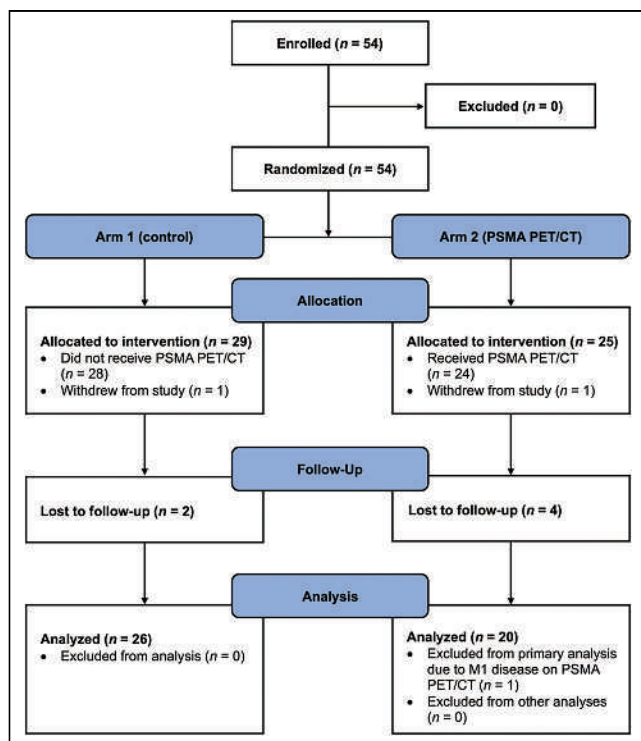 Enrolled (n = 54)
Excluded (n = 0)
Randomized (n = 54)
Arm 1 (control)
Arm 2 (PSMA PET/CT)
Allocation
Allocated to intervention (n = 29)
• Did not receive PSMA PET/CT
(n = 28)
• Withdrew from study (n = 1)
Allocated to intervention (n = 25)
• Received PSMA PET/CT
(n = 24)
• Withdrew from study (n = 1)
Follow-Up
Lost to follow-up (n = 2)
Lost to follow-up (n = 4)
Analysis
Analyzed (n = 26)
• Excluded from analysis (n = 0)
Analyzed (n = 20)
• Excluded from primary analysis
due to M1 disease on PSMA
PET/CT (n = 1)
• Excluded from other analyses
(n = 0)